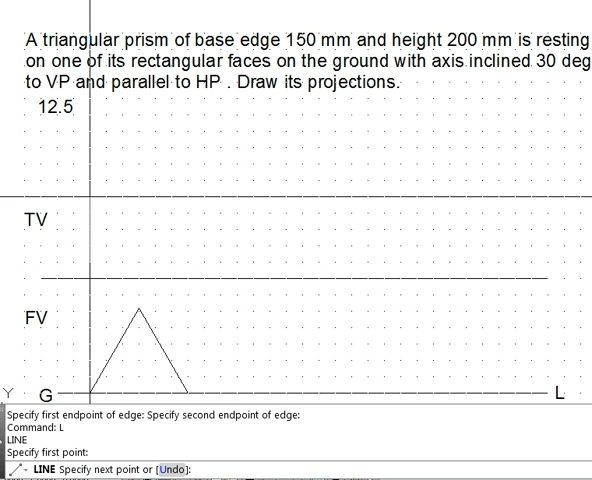 A triangular prism of base edge 150 mm and height 200 mm is resting
on one of its rectangular faces on the ground with axis inclined 30 deg
to VP and parallel to HP . Draw its projections.
12.5
TV
FV
Y G L
Specify first endpoint of edge: Specify second endpoint of edge:
Command: L
LINE
Specify first point:
LINE Specify next point or [Undo]: